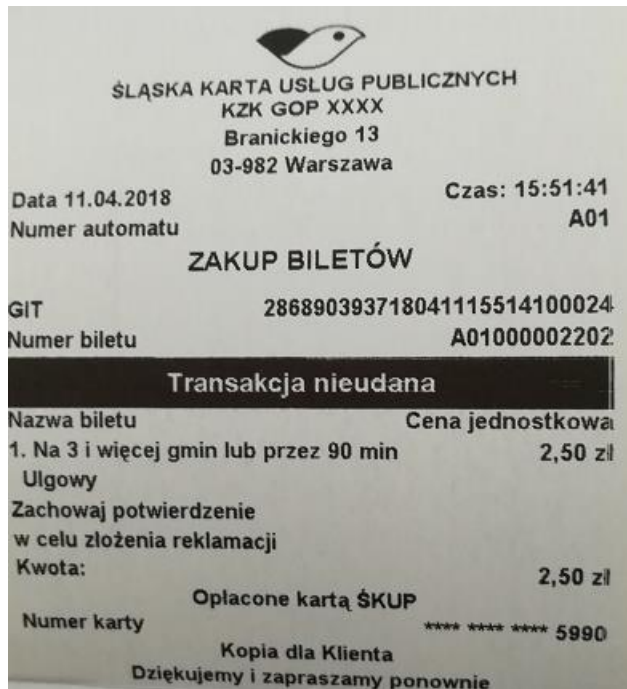 ŚLĄSKA KARTA USŁUG PUBLICZNYCH
KZK GOP XXXX
Branickiego 13
03-982 Warszawa
Data 11.04.2018 Czas: 15:51:41
Numer automatu A01
ZAKUP BILETÓW
GIT 286890393718041115514100024
Numer biletu A01000002202
Transakcja nieudana
Nazwa biletu Cena jednostkowa
1. Na 3 i więcej gmin lub przez 90 min 2,50 zł
Ulgowy
Zachowaj potwierdzenie
w celu złożenia reklamacji
Kwota: 2,50 zł
Opłacone kartą ŚKUP
Numer karty **** **** **** 5990
Kopia dla Klienta
Dziękujemy i zapraszamy ponownie